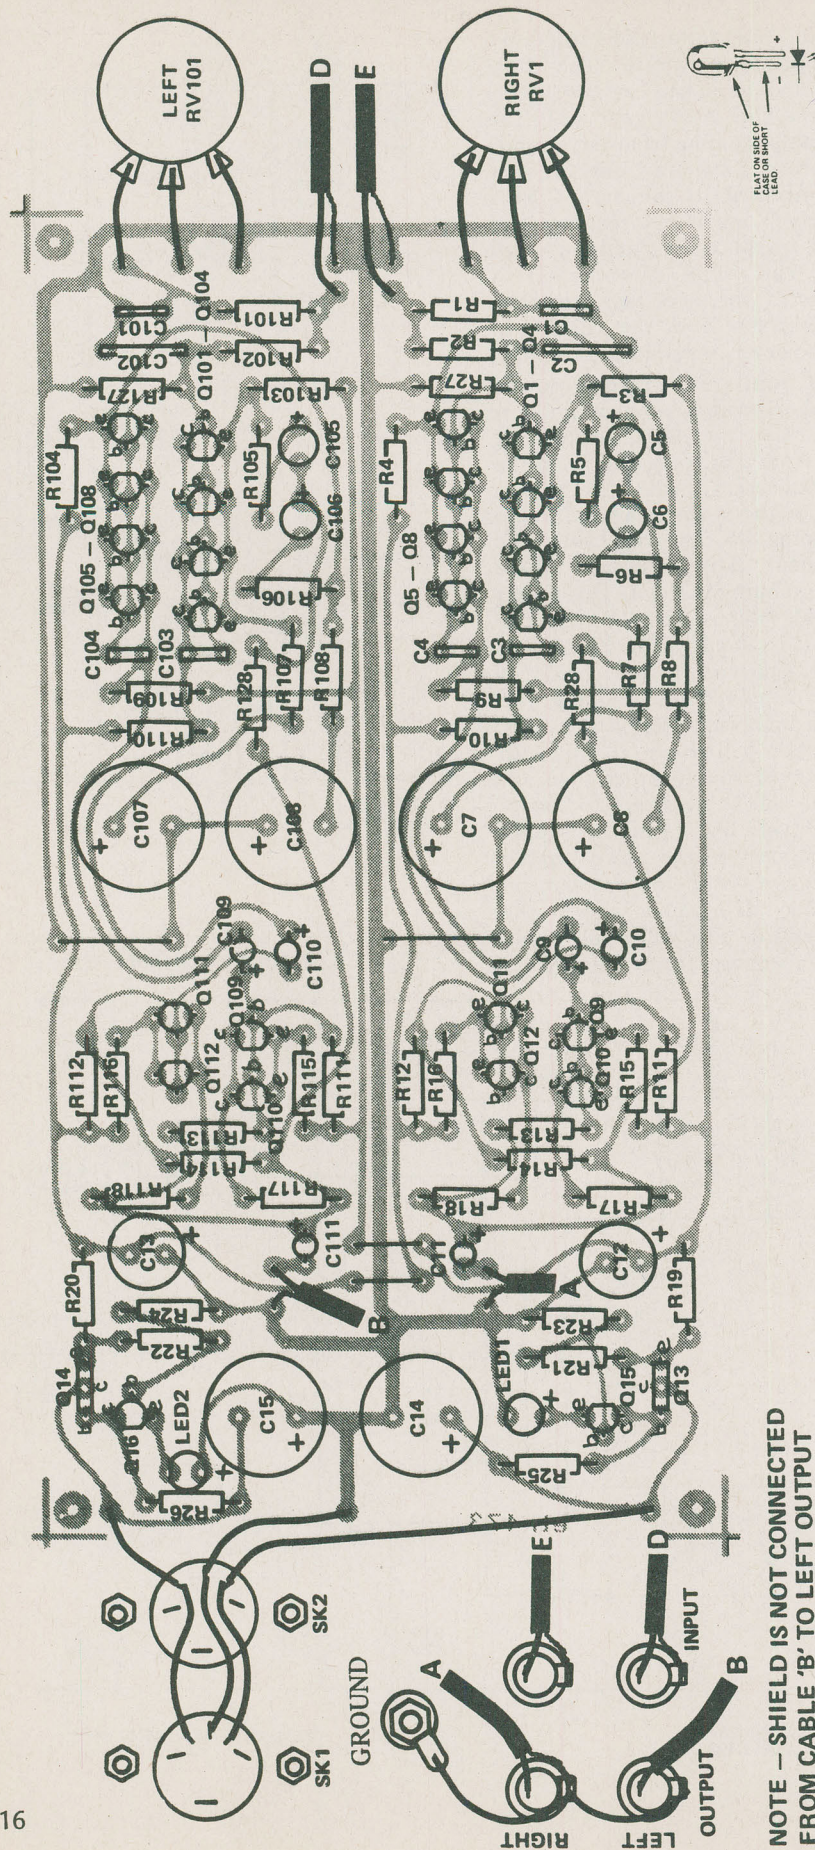 LEFT
RV101
D
E
RIGHT
RV1
+
-
FLAT ON SIDE OF
CASE OR SHORT
LEAD.
C101
R101
C102
Q101 – Q104
R102
R127
R103
R104
Q105 – Q108
R105
C105
C106
R106
C104
C103
R109
R110
R128
R107
R108
C107
C108
R1
C1
R2
Q1 – Q4
C2
R27
R3
R4
Q5 – Q8
R5
C5
C6
R6
C4
C3
R9
R10
R28
R7
R8
C7
C8
C109
C110
Q111
Q109
Q112
Q110
R112
R116
R115
R111
R113
R114
R118
R117
C13
C111
R20
R24
R22
B
Q14
Q16
LED2
C15
R26
C9
C10
Q11
Q9
Q12
Q10
R12
R16
R15
R11
R13
R14
R18
R17
C11
C12
A
R19
R23
R21
LED1
Q15
Q13
C14
R25
SK2
SK1
GROUND
A
E
D
INPUT
B
RIGHT
LEFT
OUTPUT
NOTE – SHIELD IS NOT CONNECTED
FROM CABLE 'B' TO LEFT OUTPUT
16